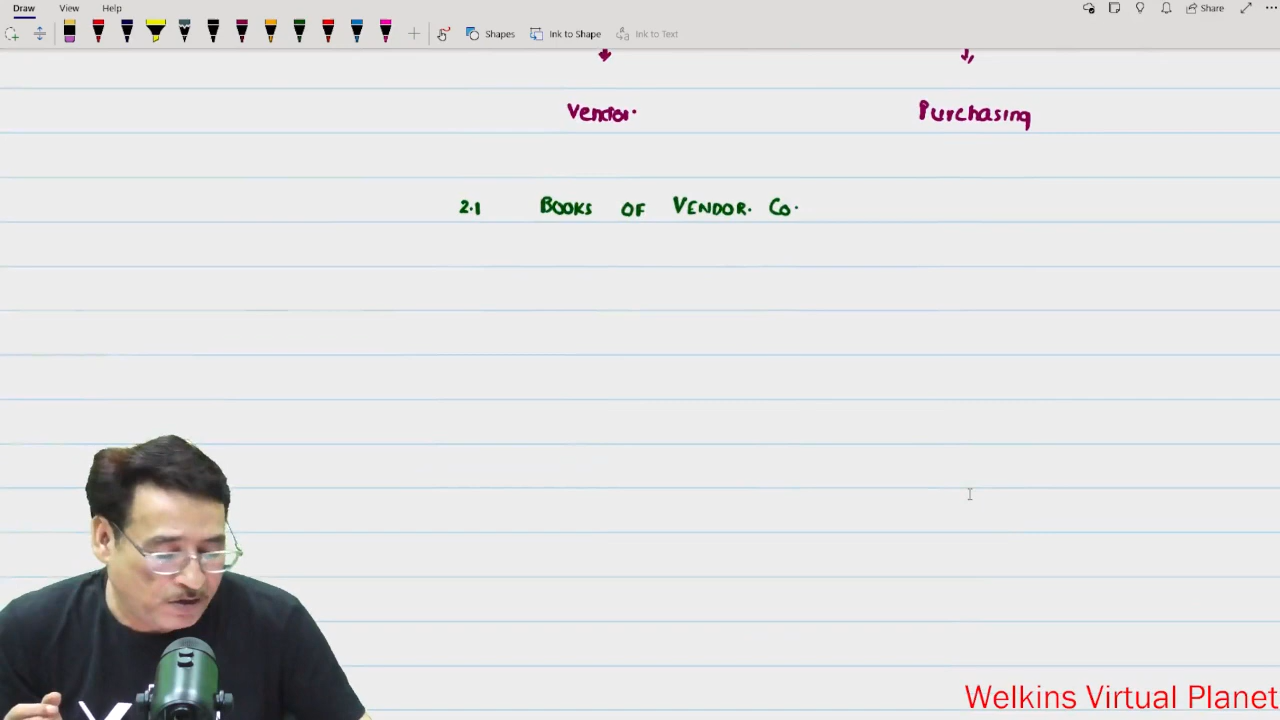 Draw View Help
Shapes Ink to Shape Ink to Text Share
Vendor. Purchasing
2.1 BOOKS OF VENDOR. Co.
Welkins Virtual Planet